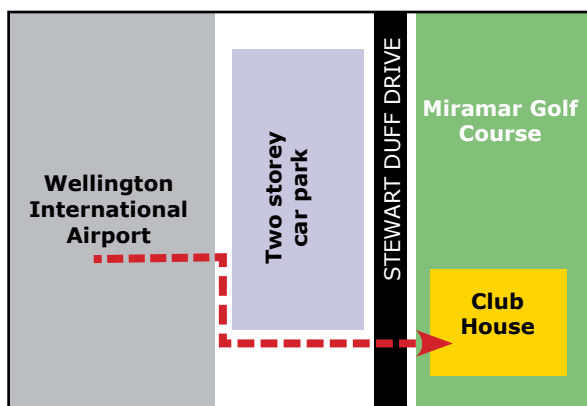 Wellington
International
Airport
Two storey
car park
STEWART DUFF DRIVE
Miramar Golf
Course
Club
House